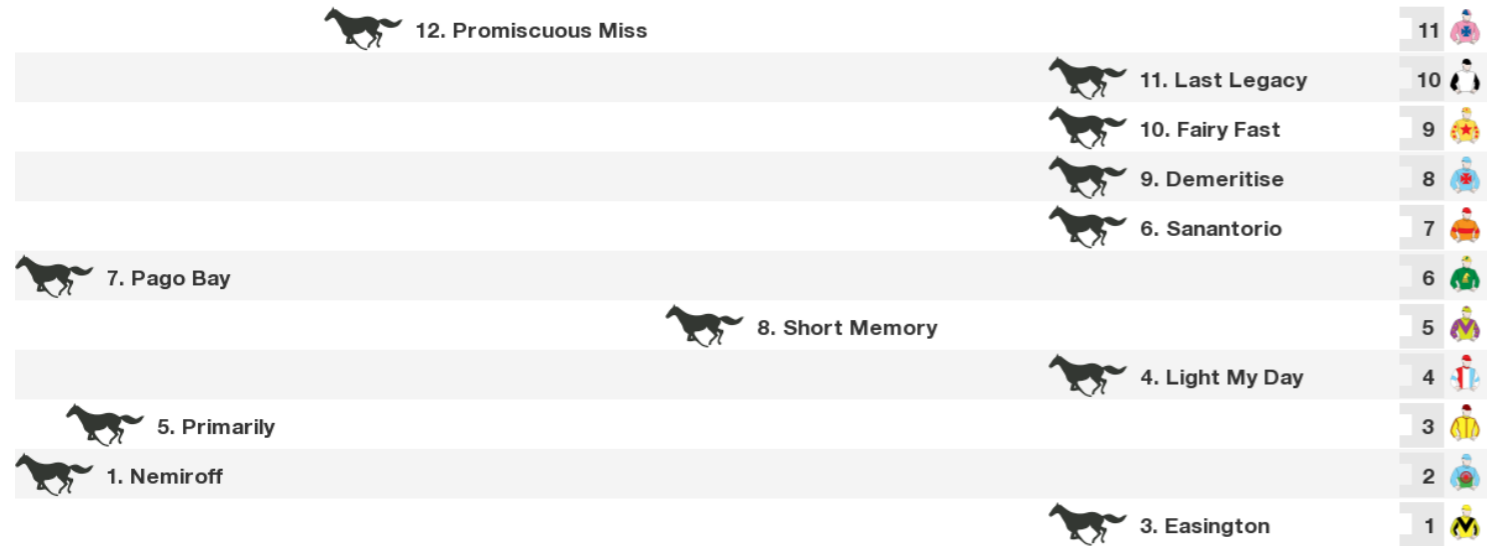 12. Promiscuous Miss 11
11. Last Legacy 10
10. Fairy Fast 9
9. Demeritise 8
6. Sanantorio 7
7. Pago Bay 6
8. Short Memory 5
4. Light My Day 4
5. Primarily 3
1. Nemiroff 2
3. Easington 1